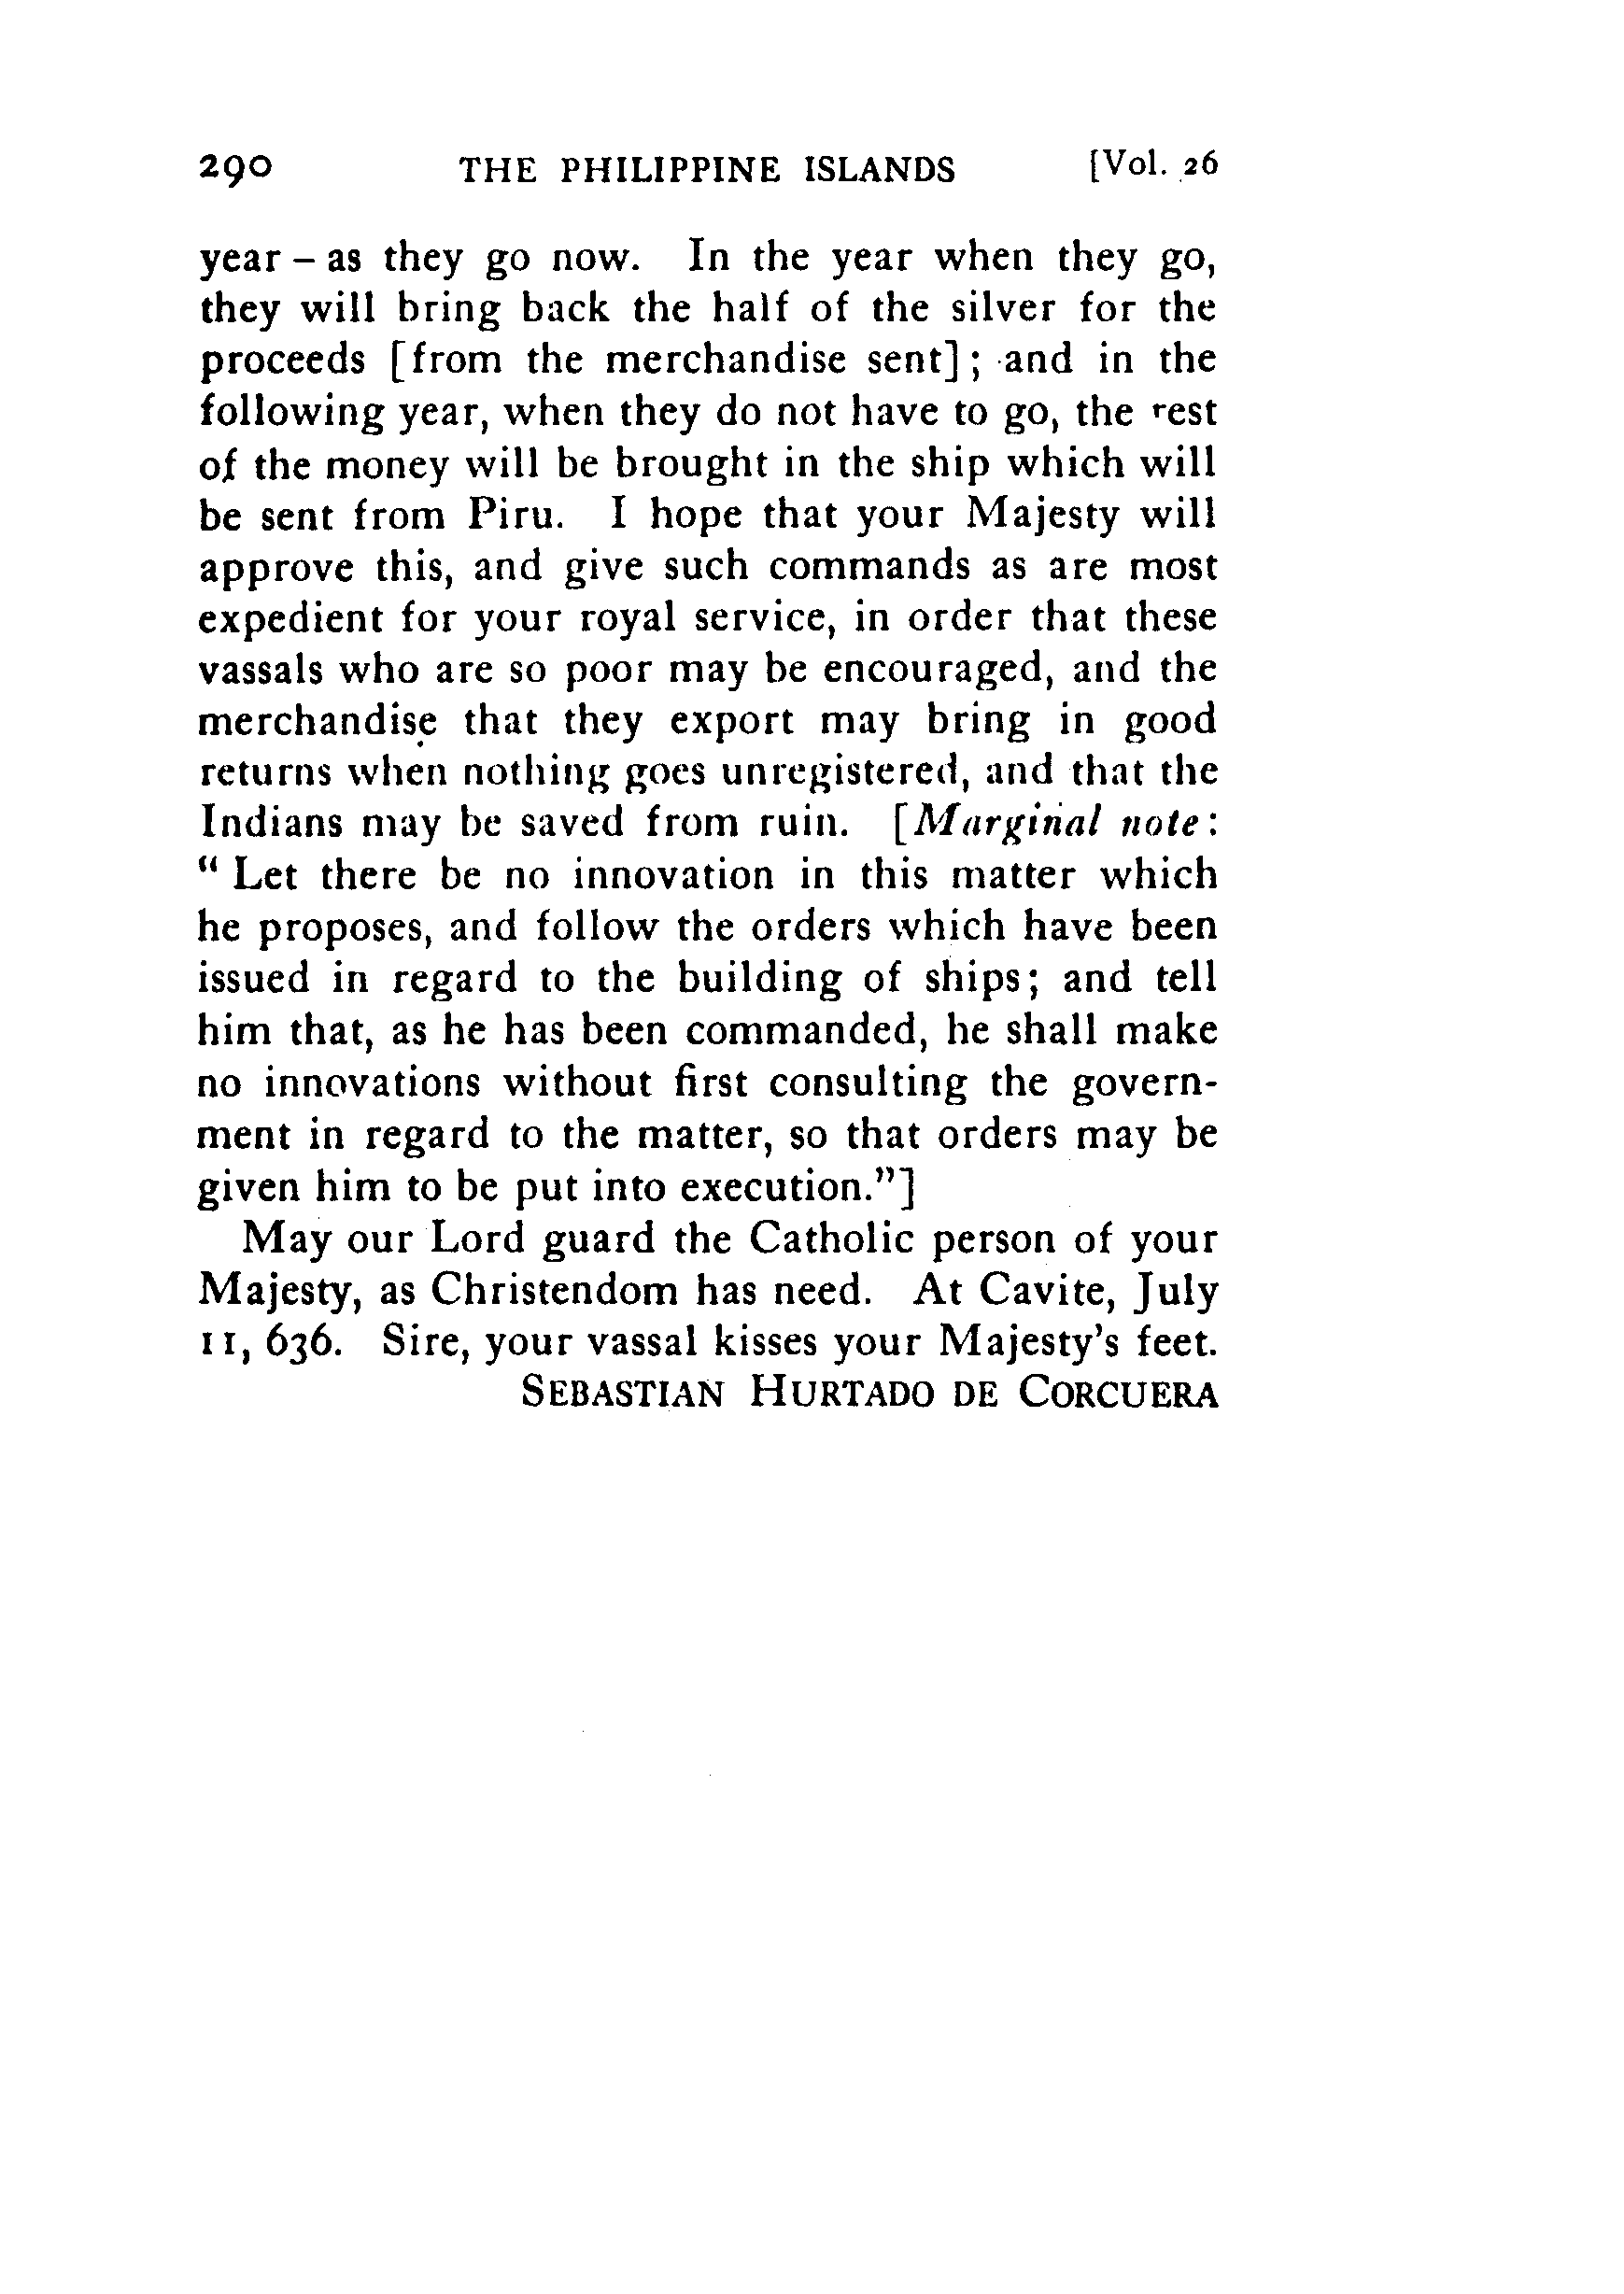 290 THE PHILIPPINE ISLANDS [Vol. 26
year – as they go now. In the year when they go,
they will bring back the half of the silver for the
proceeds [from the merchandise sent]; and in the
following year, when they do not have to go, the rest
of the money will be brought in the ship which will
be sent from Piru. I hope that your Majesty will
approve this, and give such commands as are most
expedient for your royal service, in order that these
vassals who are so poor may be encouraged, and the
merchandise that they export may bring in good
returns when nothing goes unregistered, and that the
Indians may be saved from ruin. [Marginal note:
“ Let there be no innovation in this matter which
he proposes, and follow the orders which have been
issued in regard to the building of ships; and tell
him that, as he has been commanded, he shall make
no innovations without first consulting the govern-
ment in regard to the matter, so that orders may be
given him to be put into execution.”]
May our Lord guard the Catholic person of your
Majesty, as Christendom has need. At Cavite, July
11, 636. Sire, your vassal kisses your Majesty's feet.
SEBASTIAN HURTADO DE CORCUERA